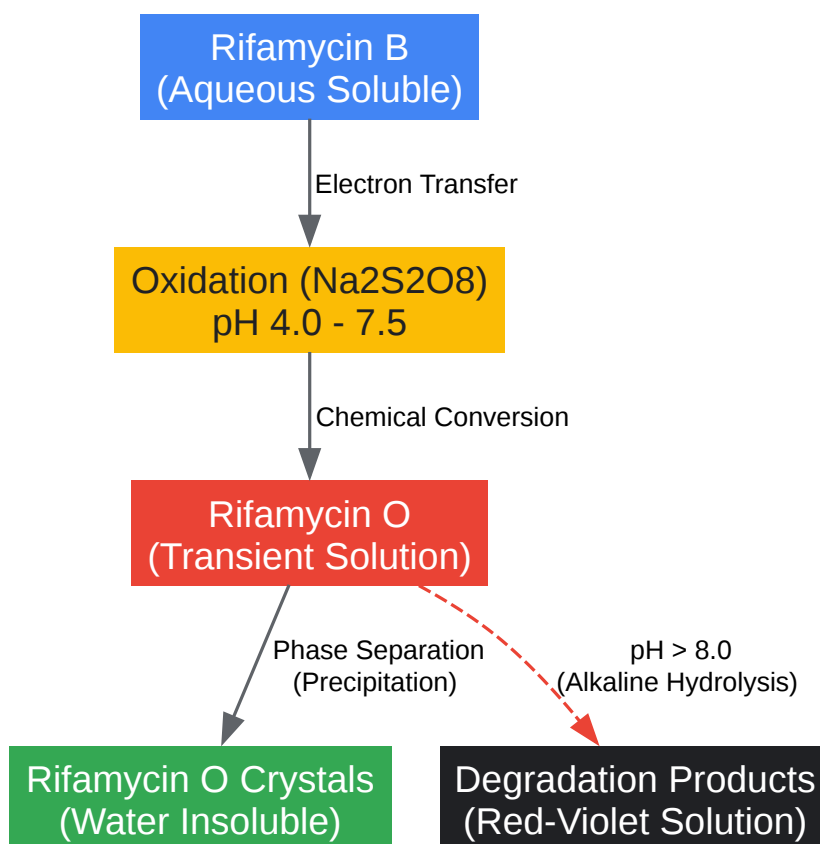 Rifamycin B
(Aqueous Soluble)
Electron Transfer
Oxidation (Na2S2O8)
pH 4.0 - 7.5
Chemical Conversion
Rifamycin O
(Transient Solution)
Phase Separation
(Precipitation)
pH > 8.0
(Alkaline Hydrolysis)
Rifamycin O Crystals
(Water Insoluble)
Degradation Products
(Red-Violet Solution)